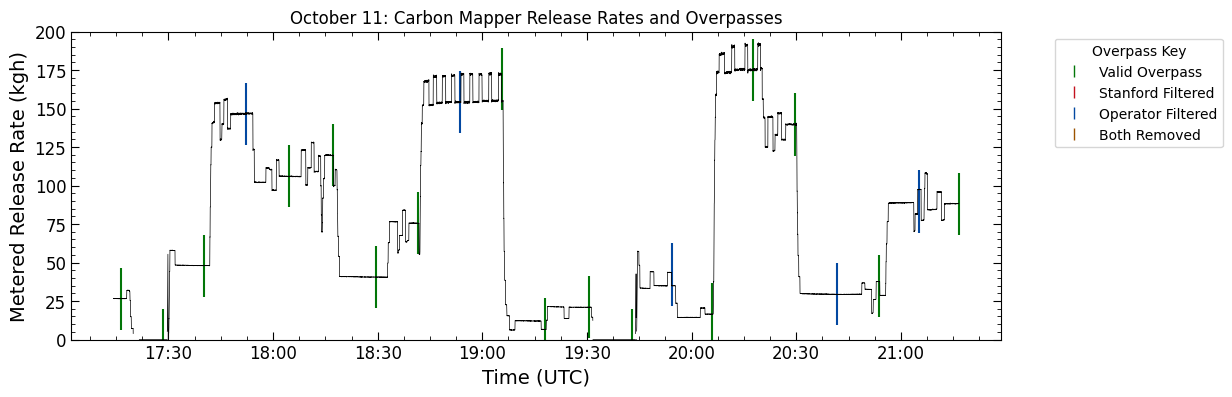 October 11: Carbon Mapper Release Rates and Overpasses
Metered Release Rate (kgh)
200
175
150
125
100
75
50
25
0
17:30 18:00 18:30 19:00 19:30 20:00 20:30 21:00
Time (UTC)
Overpass Key
Valid Overpass
Stanford Filtered
Operator Filtered
Both Removed